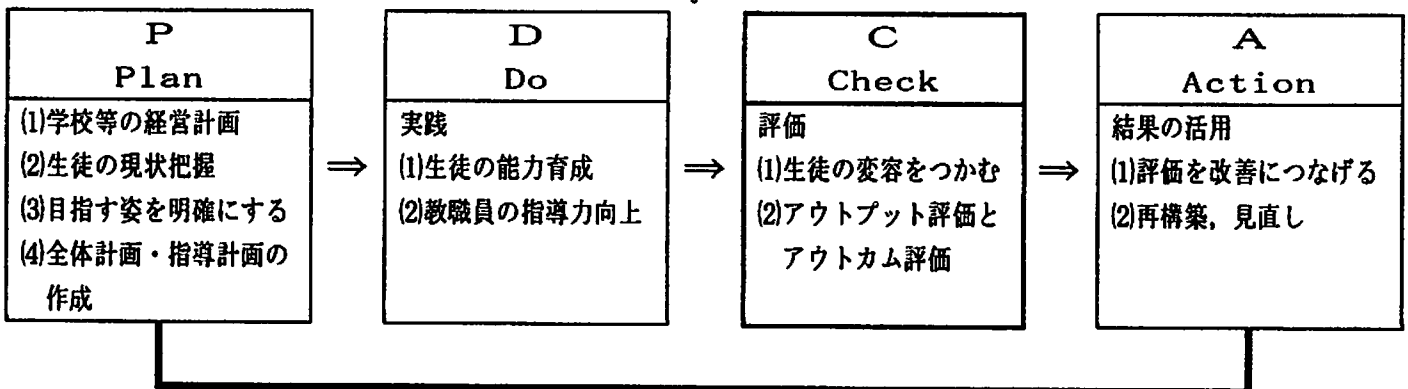 P
Plan
(1)学校等の経営計画
(2)生徒の現状把握
(3)目指す姿を明確にする
(4)全体計画・指導計画の
作成
⇒
D
Do
実践
(1)生徒の能力育成
(2)教職員の指導力向上
⇒
C
Check
評価
(1)生徒の変容をつかむ
(2)アウトプット評価と
アウトカム評価
⇒
A
Action
結果の活用
(1)評価を改善につなげる
(2)再構築，見直し